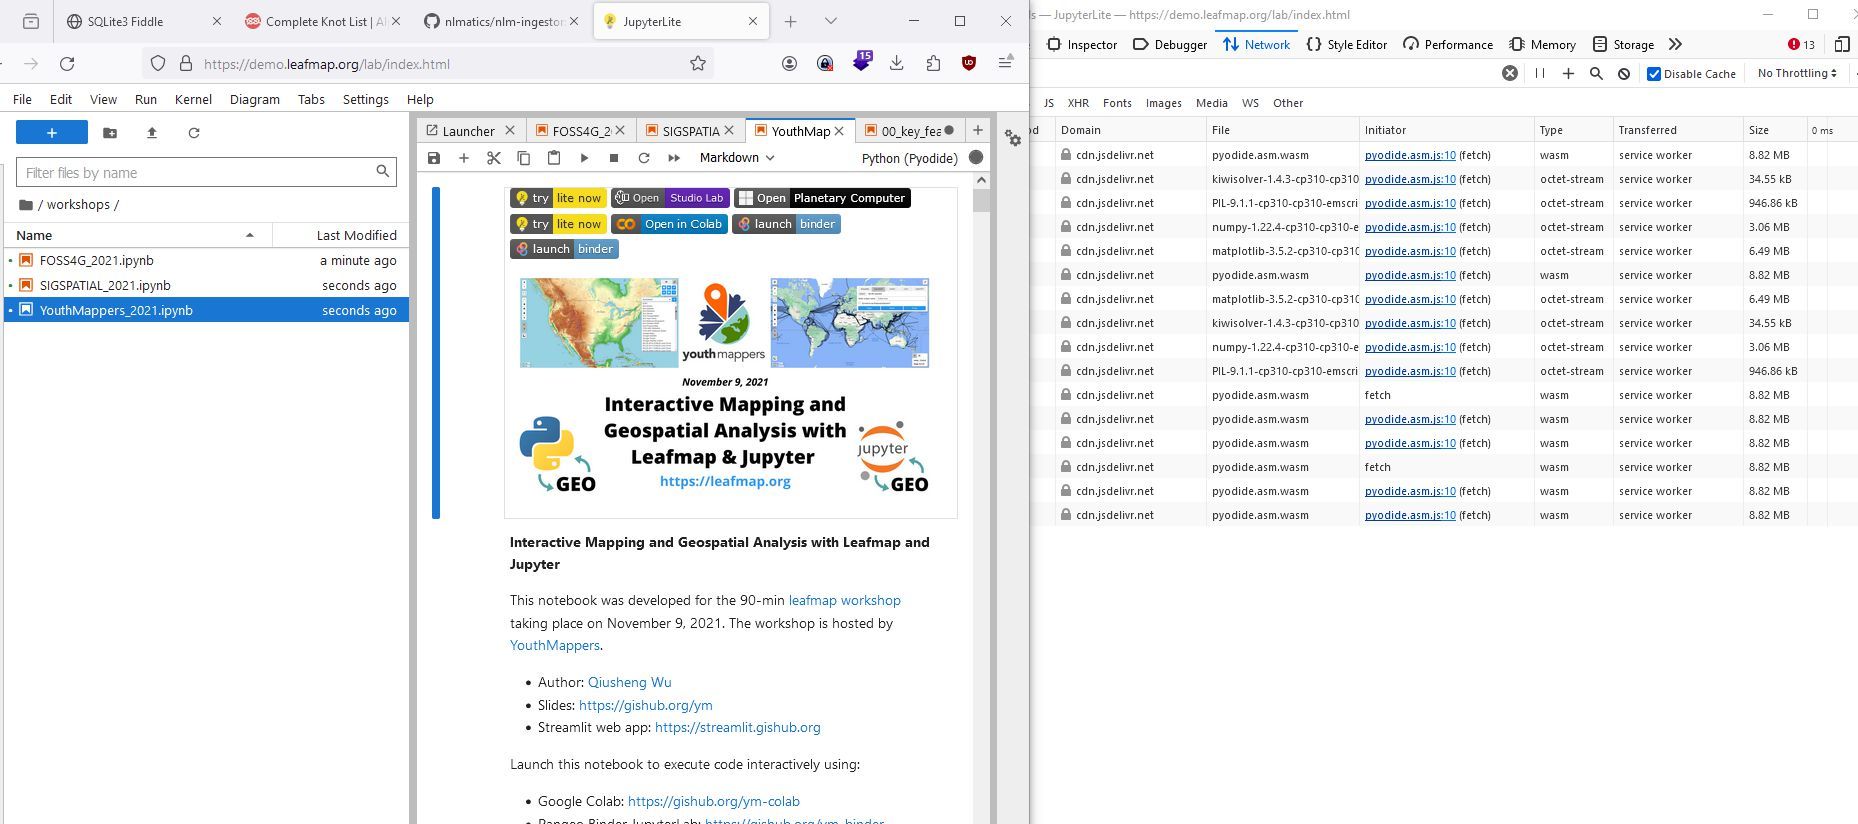 SQLite3 Fiddle
Complete Knot List | A
nlmatics/nlm-ingestor
JupyterLite
https://demo.leafmap.org/lab/index.html
15
File Edit View Run Kernel Diagram Tabs Settings Help
Filter files by name
/ workshops /
Name Last Modified
FOSS4G_2021.ipynb a minute ago
SIGSPATIAL_2021.ipynb seconds ago
YouthMappers_2021.ipynb seconds ago
Launcher
FOSS4G_2
SIGSPATIA
YouthMap
00_key_fea
Markdown
Python (Pyodide)
try lite now Open Studio Lab Open Planetary Computer
try lite now Open in Colab launch binder
launch binder
youthmappers
November 9, 2021
Interactive Mapping and
Geospatial Analysis with
Leafmap & Jupyter
https://leafmap.org
GEO
jupyter
GEO
Interactive Mapping and Geospatial Analysis with Leafmap and
Jupyter
This notebook was developed for the 90-min leafmap workshop
taking place on November 9, 2021. The workshop is hosted by
YouthMappers.
• Author: Qiusheng Wu
• Slides: https://gishub.org/ym
• Streamlit web app: https://streamlit.gishub.org
Launch this notebook to execute code interactively using:
• Google Colab: https://gishub.org/ym-colab
• Pangeo Binder JupyterLab: https://gishub.org/ym-binder
s — JupyterLite — https://demo.leafmap.org/lab/index.html
Inspector Debugger Network Style Editor Performance Memory Storage 13
Disable Cache No Throttling
JS XHR Fonts Images Media WS Other
od Domain File Initiator Type Transferred Size 0 ms
cdn.jsdelivr.net pyodide.asm.wasm pyodide.asm.js:10 (fetch) wasm service worker 8.82 MB
cdn.jsdelivr.net kiwisolver-1.4.3-cp310-cp310 pyodide.asm.js:10 (fetch) octet-stream service worker 34.55 kB
cdn.jsdelivr.net PIL-9.1.1-cp310-cp310-emscri pyodide.asm.js:10 (fetch) octet-stream service worker 946.86 kB
cdn.jsdelivr.net numpy-1.22.4-cp310-cp310-e pyodide.asm.js:10 (fetch) octet-stream service worker 3.06 MB
cdn.jsdelivr.net matplotlib-3.5.2-cp310-cp310 pyodide.asm.js:10 (fetch) octet-stream service worker 6.49 MB
cdn.jsdelivr.net pyodide.asm.wasm pyodide.asm.js:10 (fetch) wasm service worker 8.82 MB
cdn.jsdelivr.net matplotlib-3.5.2-cp310-cp310 pyodide.asm.js:10 (fetch) octet-stream service worker 6.49 MB
cdn.jsdelivr.net kiwisolver-1.4.3-cp310-cp310 pyodide.asm.js:10 (fetch) octet-stream service worker 34.55 kB
cdn.jsdelivr.net numpy-1.22.4-cp310-cp310-e pyodide.asm.js:10 (fetch) octet-stream service worker 3.06 MB
cdn.jsdelivr.net PIL-9.1.1-cp310-cp310-emscri pyodide.asm.js:10 (fetch) octet-stream service worker 946.86 kB
cdn.jsdelivr.net pyodide.asm.wasm fetch wasm service worker 8.82 MB
cdn.jsdelivr.net pyodide.asm.wasm pyodide.asm.js:10 (fetch) wasm service worker 8.82 MB
cdn.jsdelivr.net pyodide.asm.wasm pyodide.asm.js:10 (fetch) wasm service worker 8.82 MB
cdn.jsdelivr.net pyodide.asm.wasm fetch wasm service worker 8.82 MB
cdn.jsdelivr.net pyodide.asm.wasm pyodide.asm.js:10 (fetch) wasm service worker 8.82 MB
cdn.jsdelivr.net pyodide.asm.wasm pyodide.asm.js:10 (fetch) wasm service worker 8.82 MB